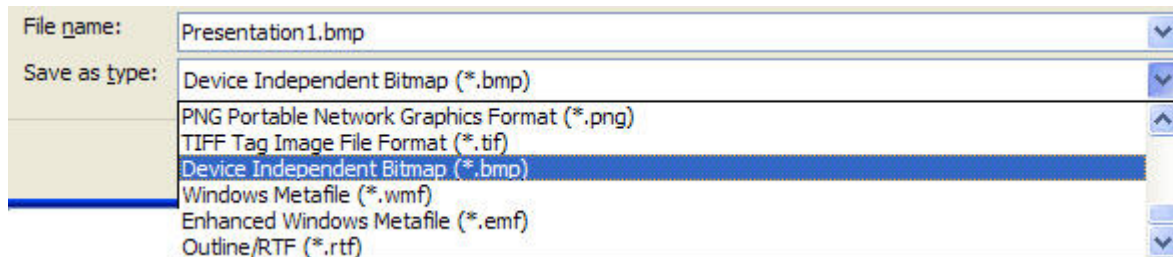 File name:
Presentation1.bmp
Save as type:
Device Independent Bitmap (*.bmp)
PNG Portable Network Graphics Format (*.png)
TIFF Tag Image File Format (*.tif)
Device Independent Bitmap (*.bmp)
Windows Metafile (*.wmf)
Enhanced Windows Metafile (*.emf)
Outline/RTF (*.rtf)